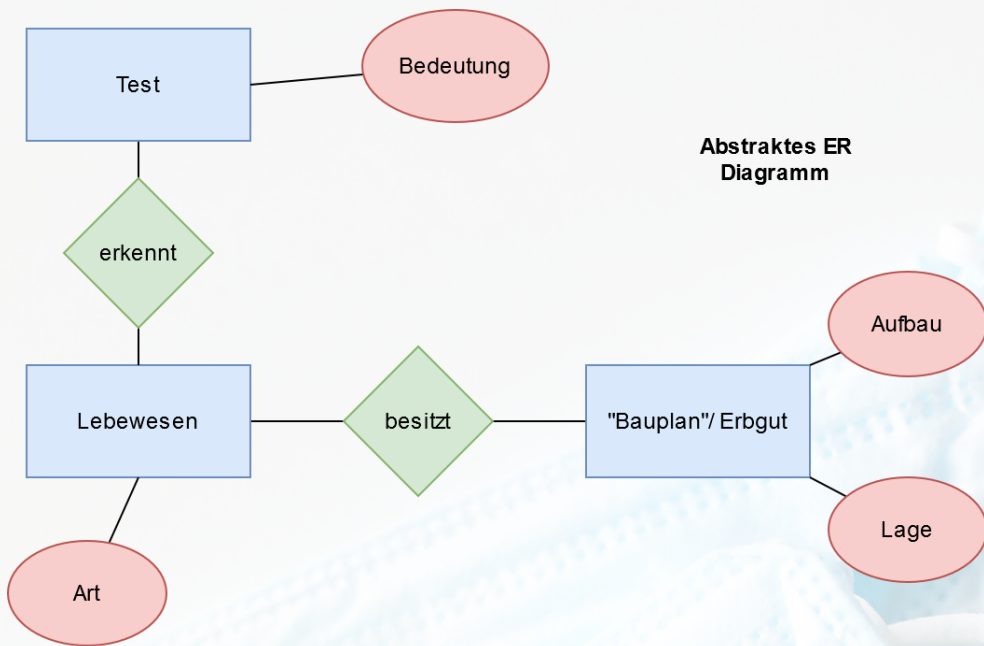 Test
Bedeutung
Abstraktes ER
Diagramm
erkennt
Aufbau
Lebewesen
besitzt
"Bauplan"/ Erbgut
Lage
Art